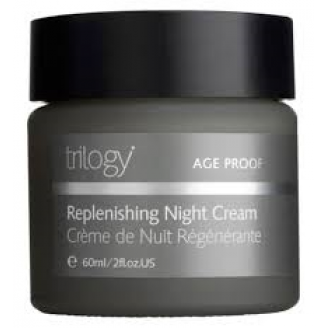 trilogy
AGE PROOF
Replenishing Night Cream
Crème de Nuit Régénérante
℮ 60ml/2fl.oz.US